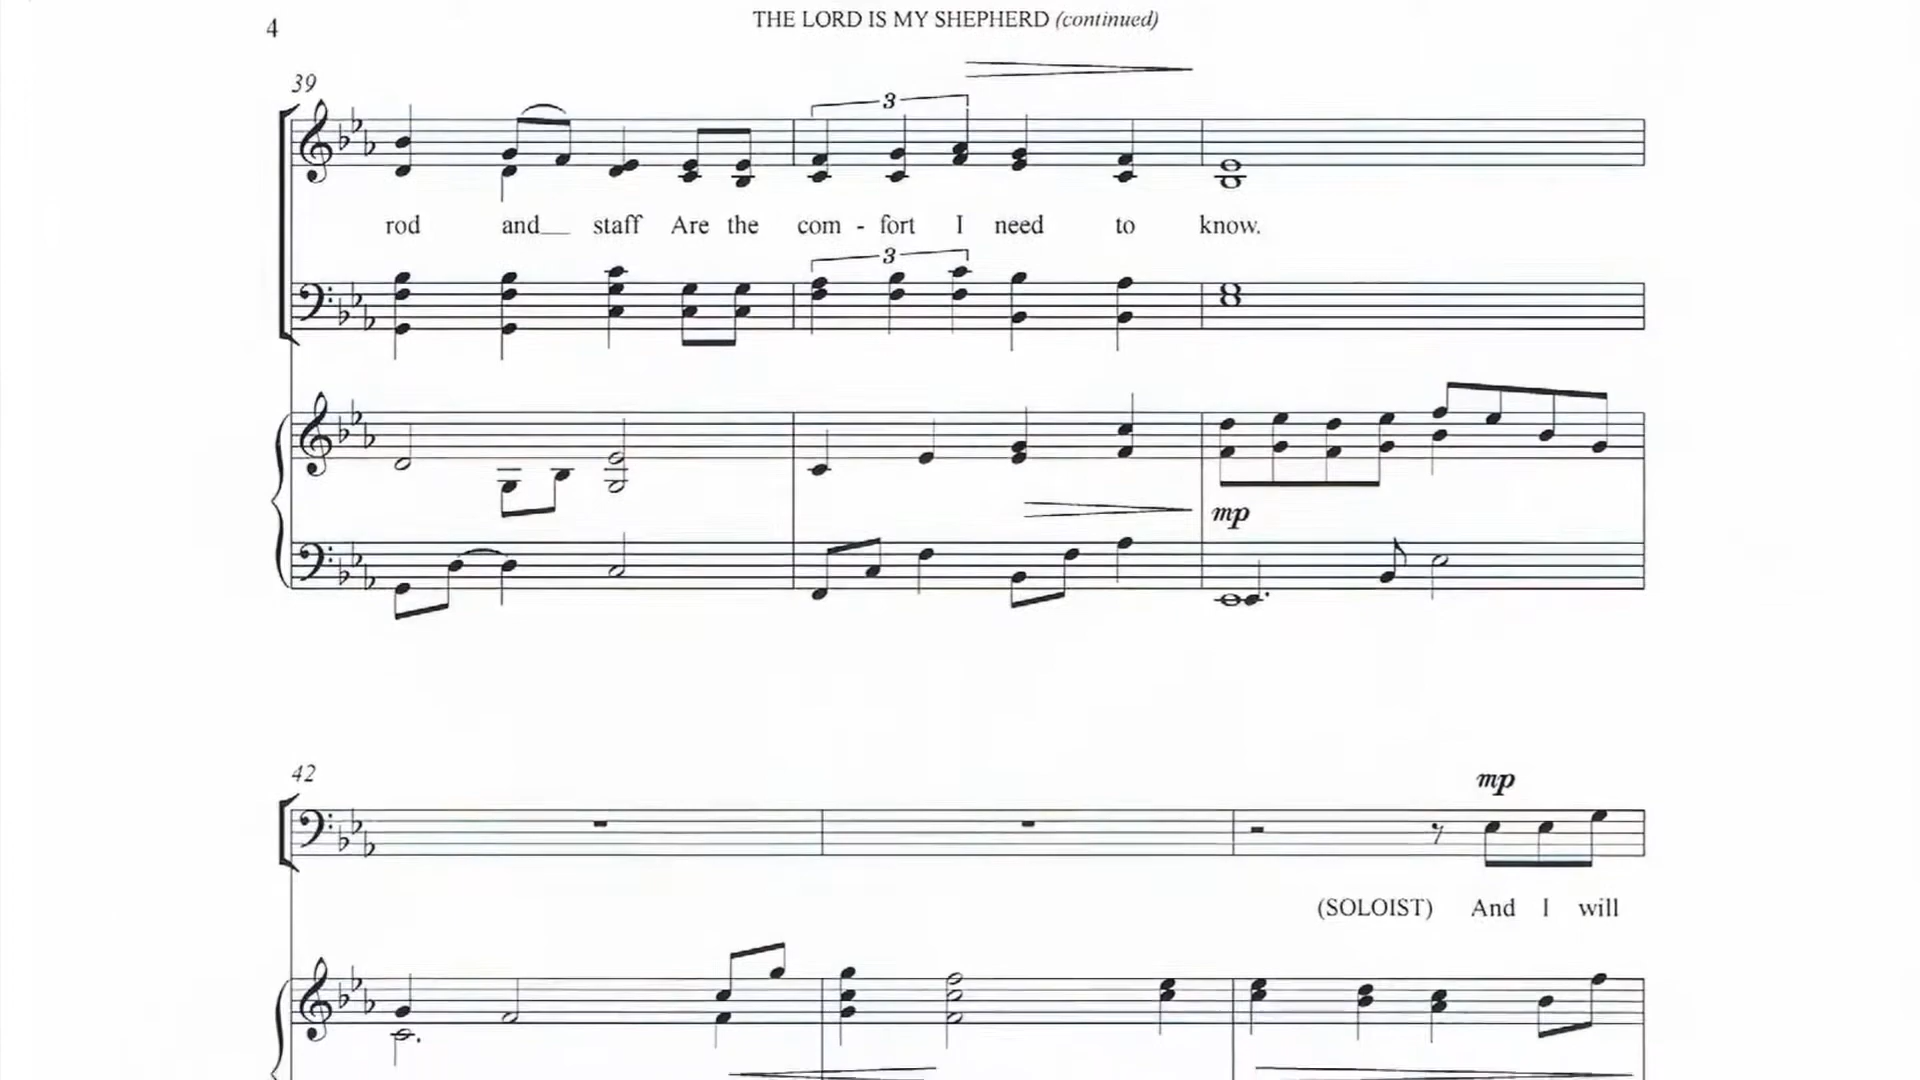 4
THE LORD IS MY SHEPHERD (continued)
39
3
rod and__ staff Are the com - fort I need to know.
3
mp
42
mp
(SOLOIST) And I will